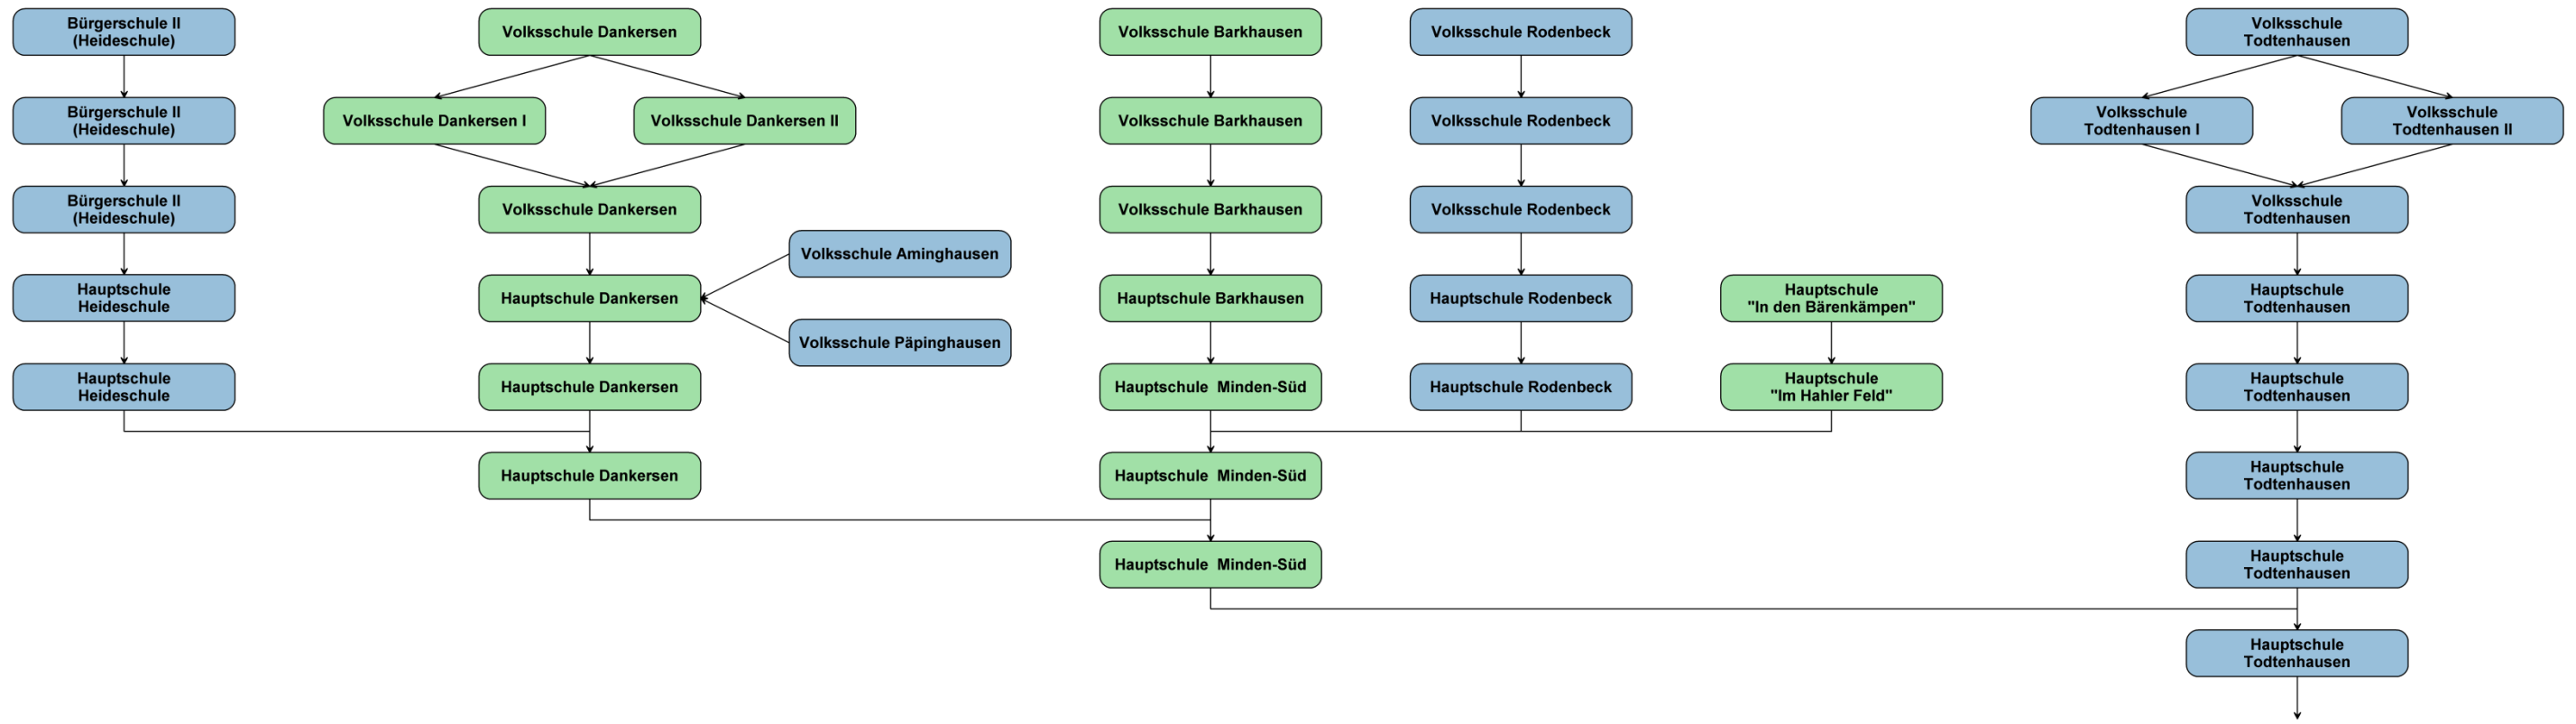 Bürgerschule II
(Heideschule)
Volksschule Dankersen
Volksschule Barkhausen
Volksschule Rodenbeck
Volksschule
Todtenhausen
Bürgerschule II
(Heideschule)
Volksschule Dankersen I
Volksschule Dankersen II
Volksschule Barkhausen
Volksschule Rodenbeck
Volksschule
Todtenhausen I
Volksschule
Todtenhausen II
Bürgerschule II
(Heideschule)
Volksschule Dankersen
Volksschule Barkhausen
Volksschule Rodenbeck
Volksschule
Todtenhausen
Volksschule Aminghausen
Hauptschule
Heideschule
Hauptschule Dankersen
Hauptschule Barkhausen
Hauptschule Rodenbeck
Hauptschule
"In den Bärenkämpen"
Hauptschule
Todtenhausen
Volksschule Päpinghausen
Hauptschule
Heideschule
Hauptschule Dankersen
Hauptschule Minden-Süd
Hauptschule Rodenbeck
Hauptschule
"Im Hahler Feld"
Hauptschule
Todtenhausen
Hauptschule Dankersen
Hauptschule Minden-Süd
Hauptschule
Todtenhausen
Hauptschule Minden-Süd
Hauptschule
Todtenhausen
Hauptschule
Todtenhausen